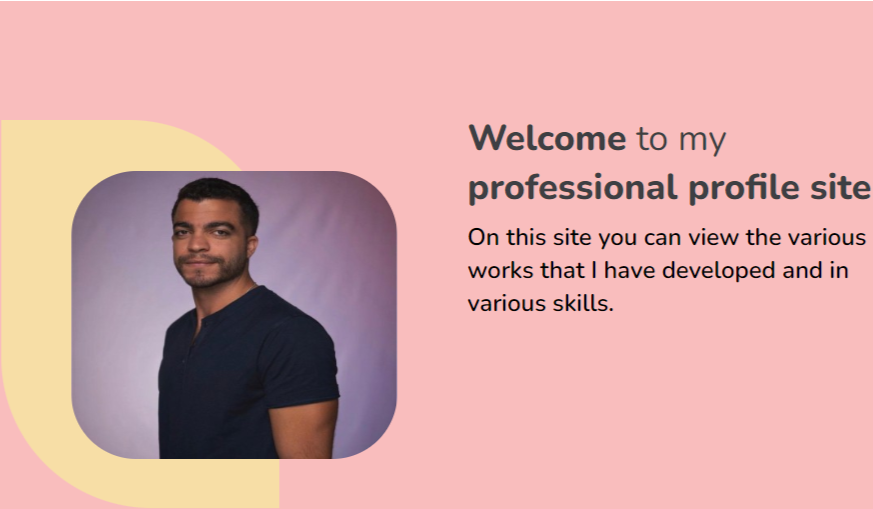 Welcome to my
professional profile site
On this site you can view the various
works that I have developed and in
various skills.